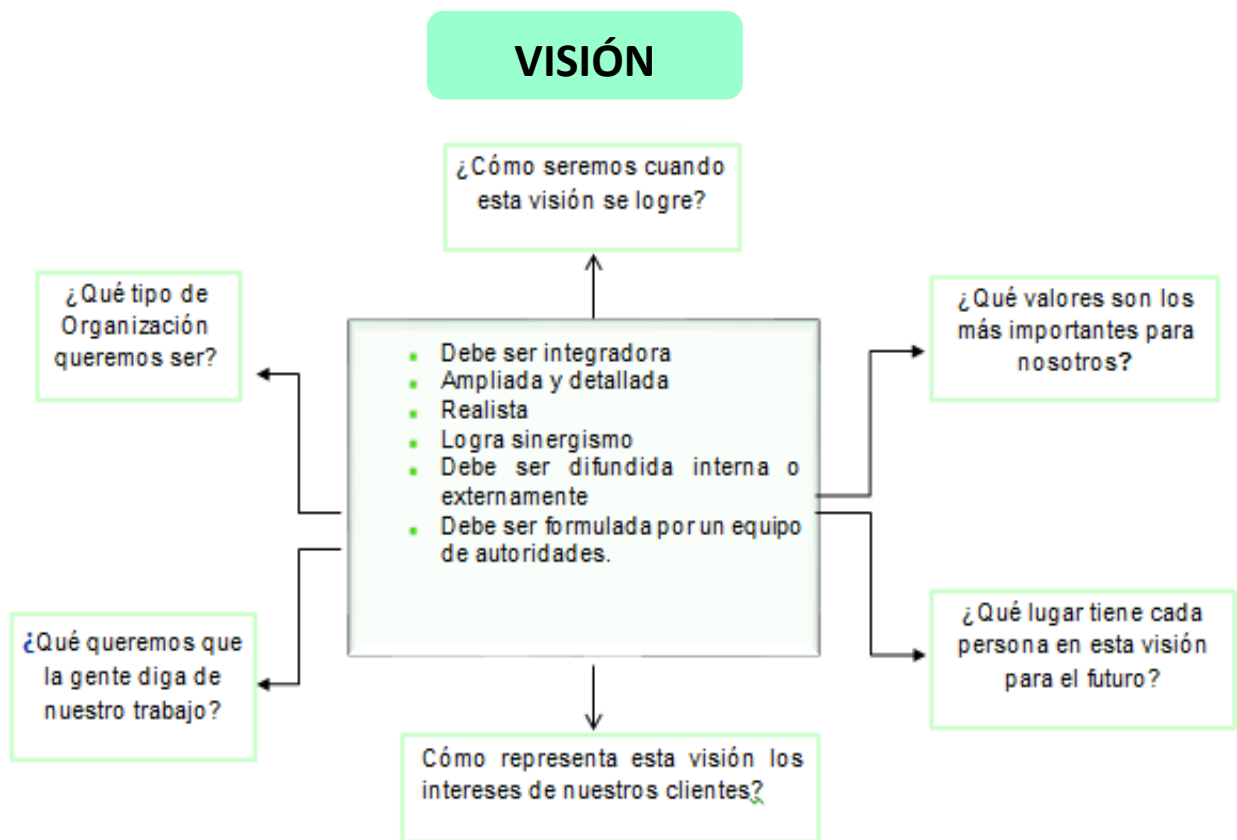 VISIÓN
¿Cómo seremos cuando
esta visión se logre?
¿Qué tipo de
Organización
queremos ser?
¿Qué valores son los
más importantes para
nosotros?
Debe ser integradora
Ampliada y detallada
Realista
Logra sinergismo
Debe ser difundida interna o
externamente
Debe ser formulada por un equipo
de autoridades.
¿Qué queremos que
la gente diga de
nuestro trabajo?
¿Qué lugar tiene cada
persona en esta visión
para el futuro?
Cómo representa esta visión los
intereses de nuestros clientes?